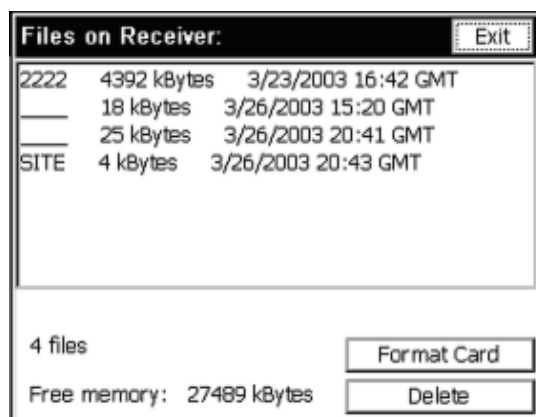 Files on Receiver: Exit
2222 4392 kBytes 3/23/2003 16:42 GMT
____ 18 kBytes 3/26/2003 15:20 GMT
____ 25 kBytes 3/26/2003 20:41 GMT
SITE 4 kBytes 3/26/2003 20:43 GMT
4 files
Format Card
Free memory: 27489 kBytes
Delete